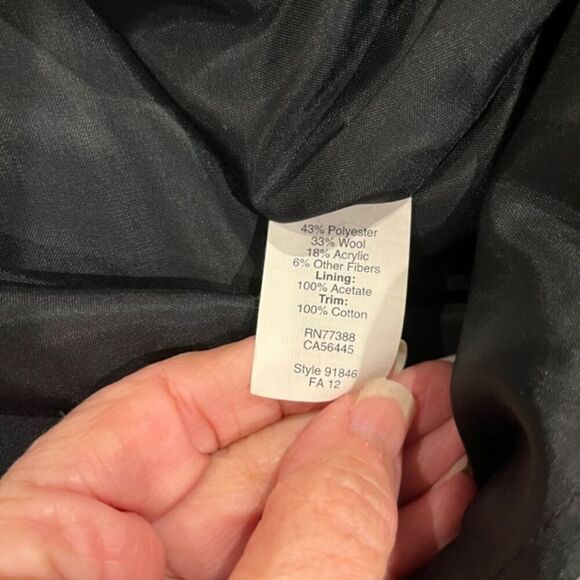 43% Polyester
33% Wool
18% Acrylic
6% Other Fibers
Lining:
100% Acetate
Trim:
100% Cotton
RN77388
CA56445
Style 91846
FA 12